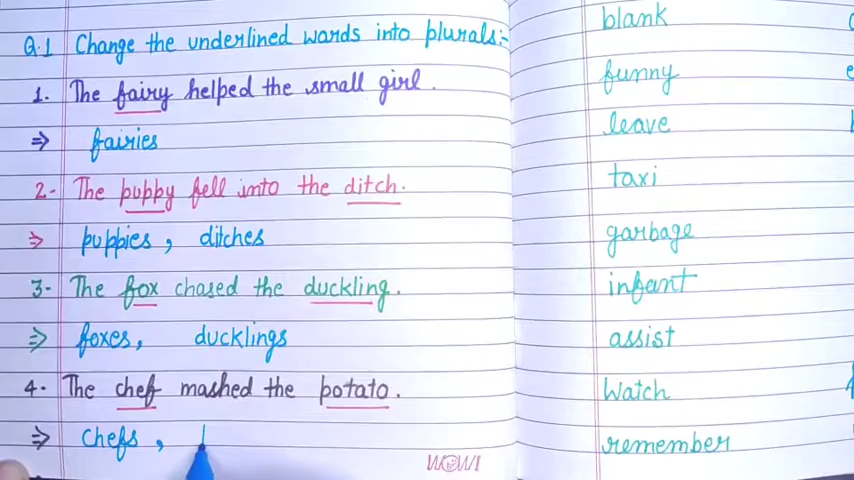 Q.1 Change the underlined words into plurals:-
1. The fairy helped the small girl.
⇒ fairies
2- The puppy fell into the ditch.
⇒ puppies, ditches
3- The fox chased the duckling.
⇒ foxes, ducklings
4- The chef mashed the potato.
⇒ chefs,
WOW!
blank
funny
leave
taxi
garbage
infant
assist
Watch
remember